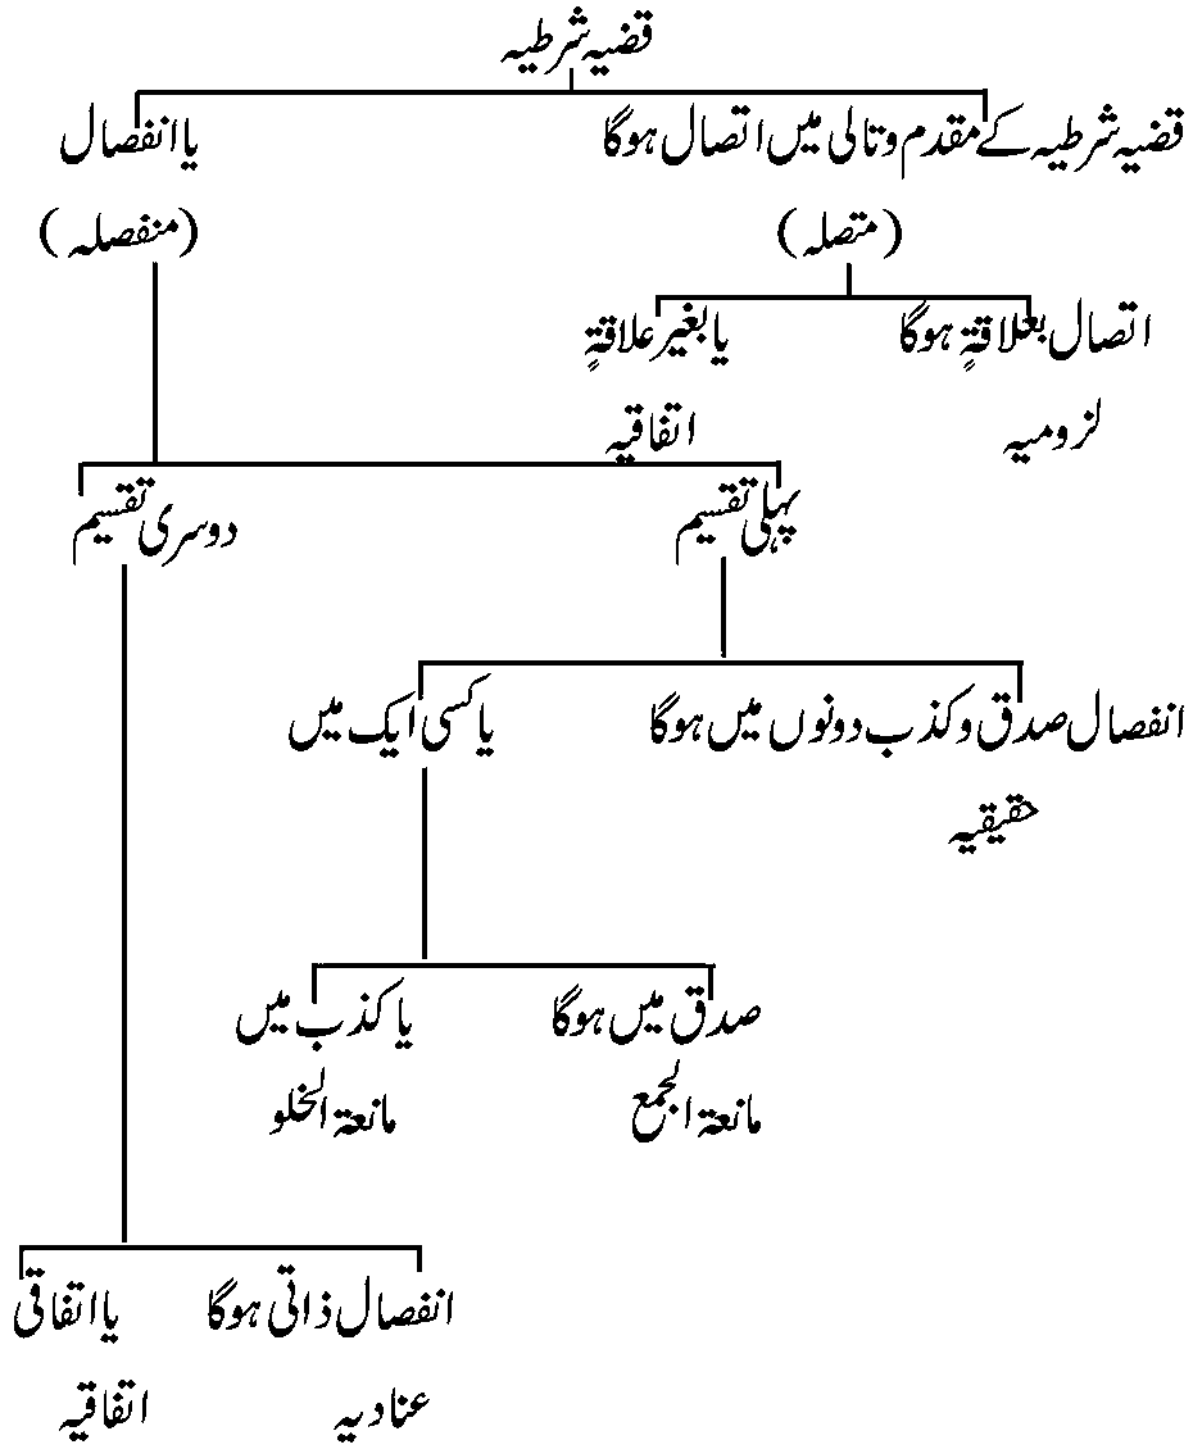 قضیہ شرطیہ
قضیہ شرطیہ کے مقدم و تالی میں اتصال ہوگا
یا انفصال
(متصلہ)
(منفصلہ)
اتصال بعلاقۃٍ ہوگا
یا بغیر علاقۃٍ
لزومیہ
اتفاقیہ
پہلی تقسیم
دوسری تقسیم
انفصال صدق و کذب دونوں میں ہوگا
یا کسی ایک میں
حقیقیہ
صدق میں ہوگا
یا کذب میں
مانعۃ الجمع
مانعۃ الخلو
انفصال ذاتی ہوگا
یا اتفاقی
عنادیہ
اتفاقیہ